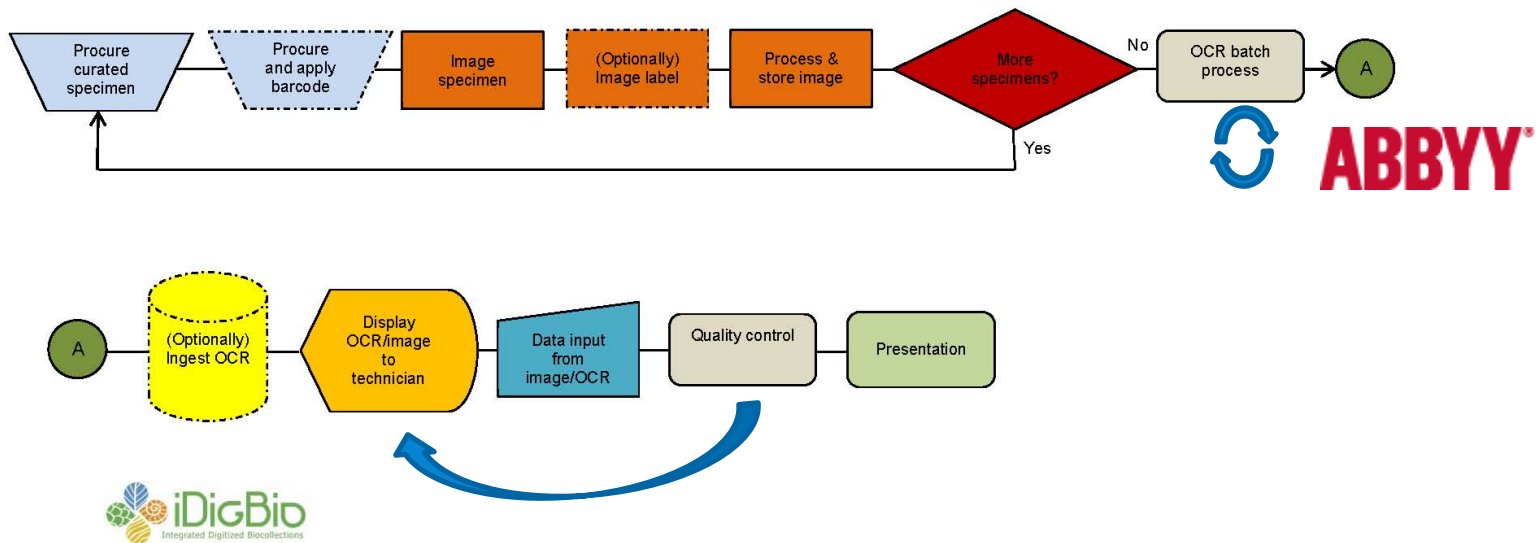 Procure
curated
specimen
Procure
and apply
barcode
Image
specimen
(Optionally)
Image label
Process &
store image
More
specimens?
No
Yes
OCR batch
process
A
ABBYY®
A
(Optionally)
Ingest OCR
Display
OCR/image
to
technician
Data input
from
image/OCR
Quality control
Presentation
iDigBio
Integrated Digitized Biocollections